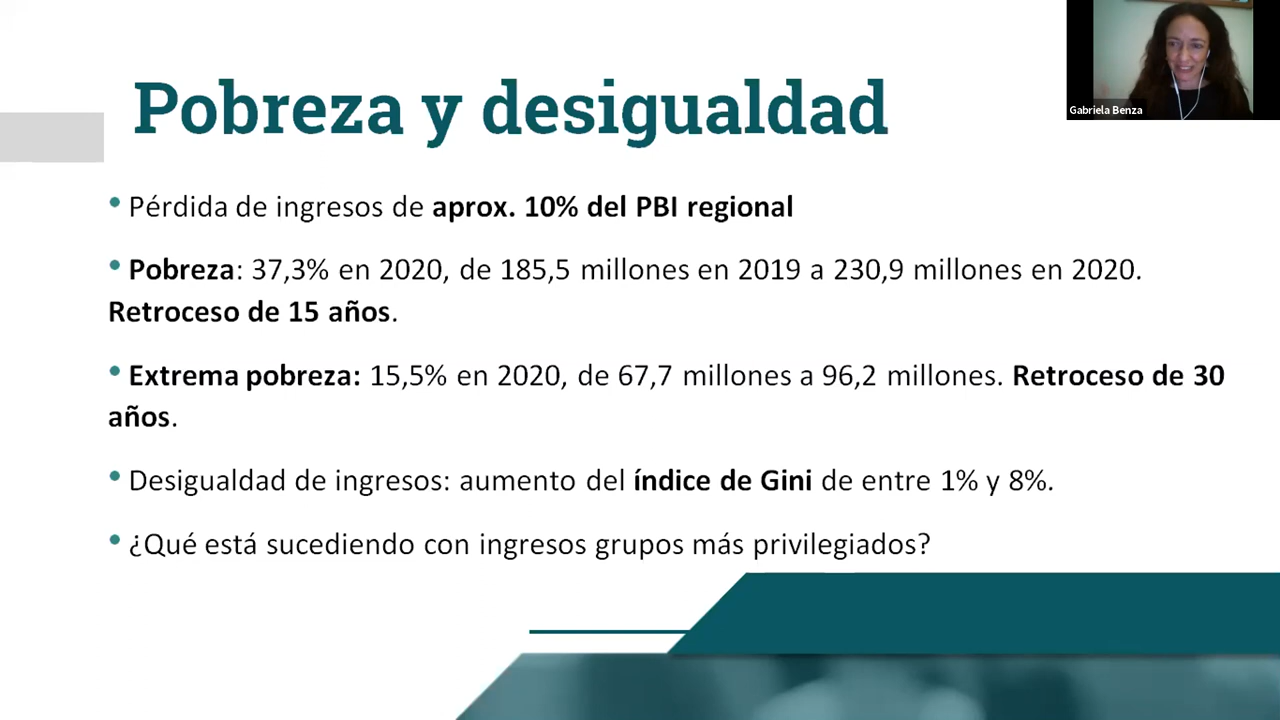 Pobreza y desigualdad
Gabriela Benza
• Pérdida de ingresos de aprox. 10% del PBI regional
• Pobreza: 37,3% en 2020, de 185,5 millones en 2019 a 230,9 millones en 2020.
Retroceso de 15 años.
• Extrema pobreza: 15,5% en 2020, de 67,7 millones a 96,2 millones. Retroceso de 30
años.
• Desigualdad de ingresos: aumento del índice de Gini de entre 1% y 8%.
• ¿Qué está sucediendo con ingresos grupos más privilegiados?